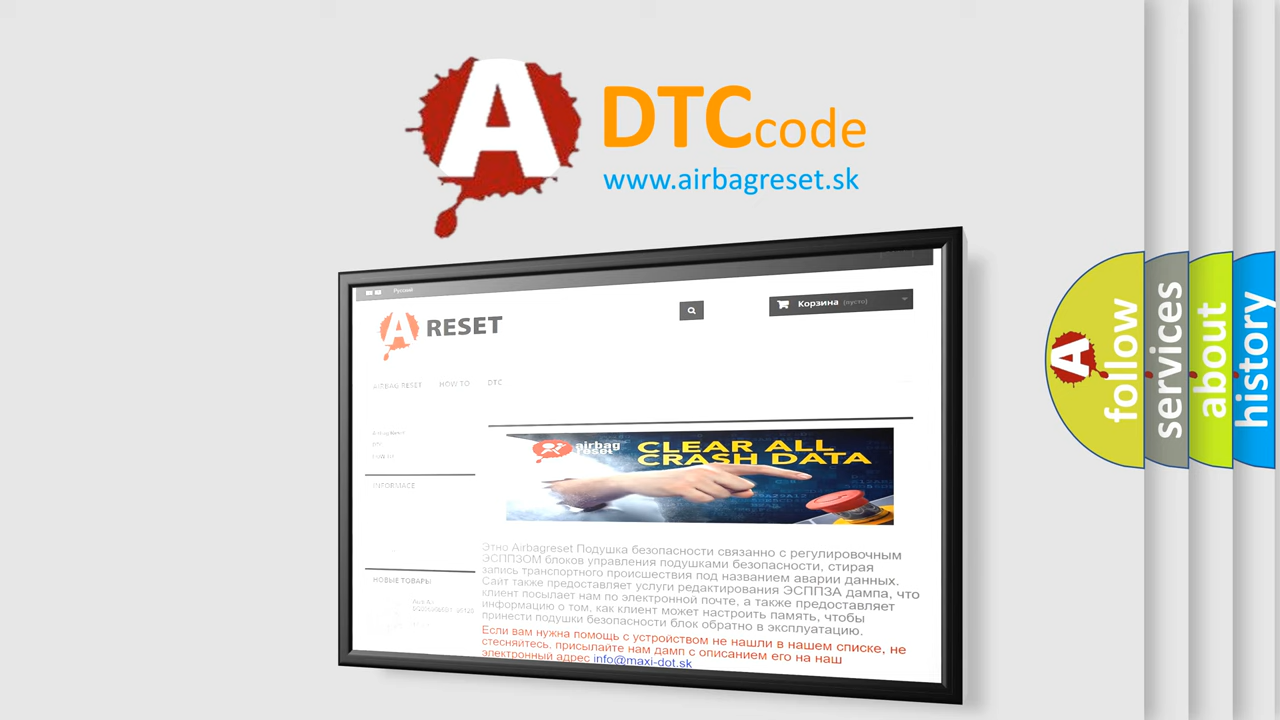 A
DTCcode
www.airbagreset.sk
Русский
A RESET
Корзина (пусто)
AIRBAG RESET HOW TO DTC
Airbag Reset
DTC
INFORMACE
airbag
reset
CLEAR ALL
CRASH DATA
Этно Airbagreset Подушка безопасности связанно с регулировочным
ЭСППЗОМ блоков управления подушками безопасности, стирая
запись транспортного происшествия под названием аварии данных.
Сайт также предоставляет услуги редактирования ЭСППЗА дампа, что
клиент посылает нам по электронной почте, а также предоставляет
информацию о том, как клиент может настроить память, чтобы
принести подушки безопасности блок обратно в эксплуатацию.
Если вам нужна помощь с устройством не нашли в нашем списке, не
стесняйтесь, присылайте нам дамп с описанием его на наш
электронный адрес info@maxi-dot.sk
НОВЫЕ ТОВАРЫ
A
follow
services
about
history